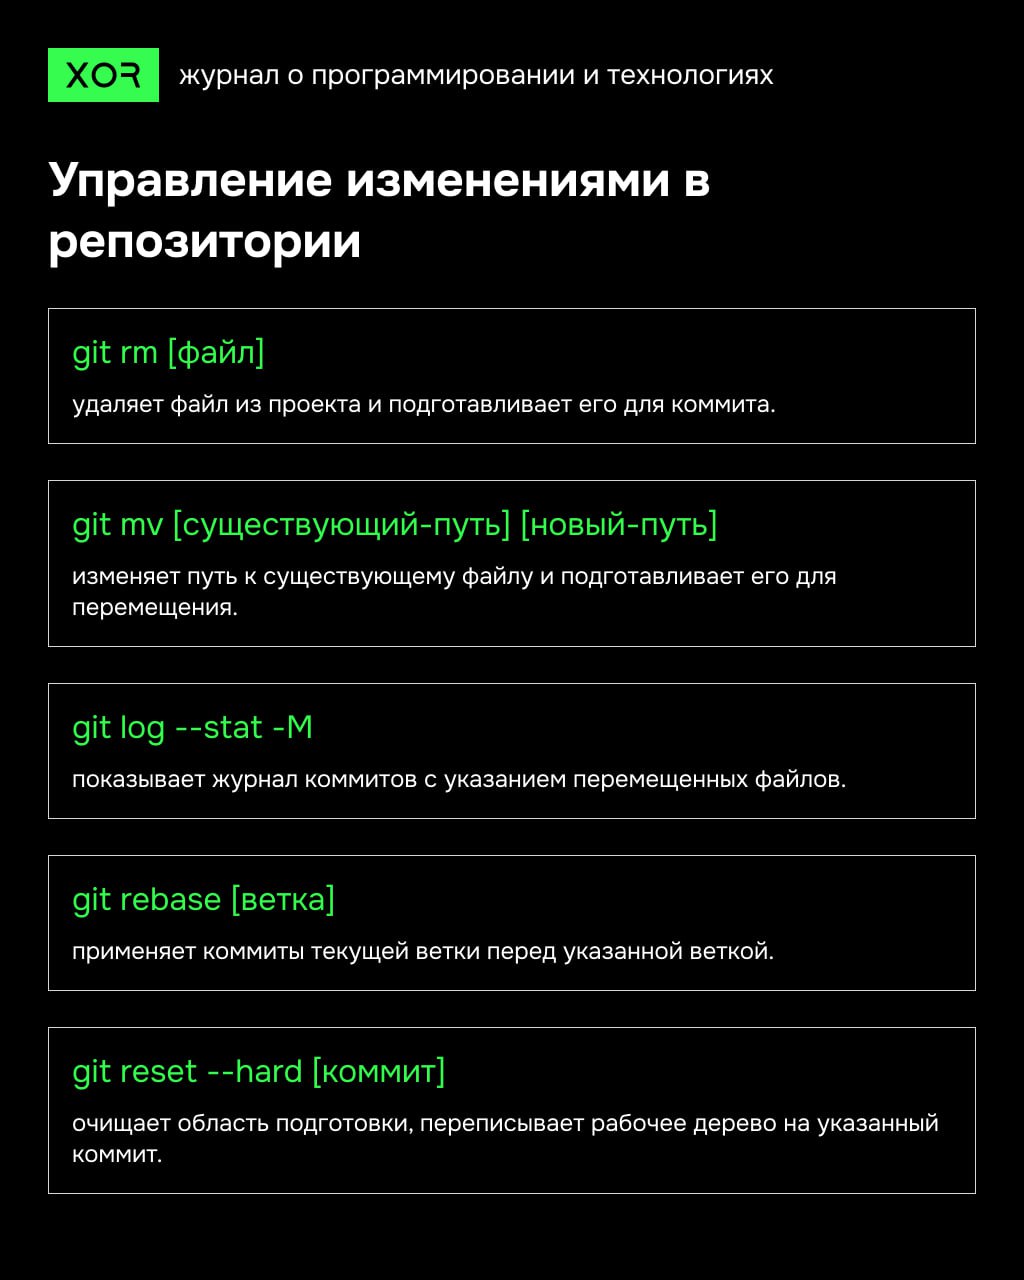 XOR журнал о программировании и технологиях
Управление изменениями в
репозитории
git rm [файл]
удаляет файл из проекта и подготавливает его для коммита.
git mv [существующий-путь] [новый-путь]
изменяет путь к существующему файлу и подготавливает его для
перемещения.
git log --stat -M
показывает журнал коммитов с указанием перемещенных файлов.
git rebase [ветка]
применяет коммиты текущей ветки перед указанной веткой.
git reset --hard [коммит]
очищает область подготовки, переписывает рабочее дерево на указанный
коммит.